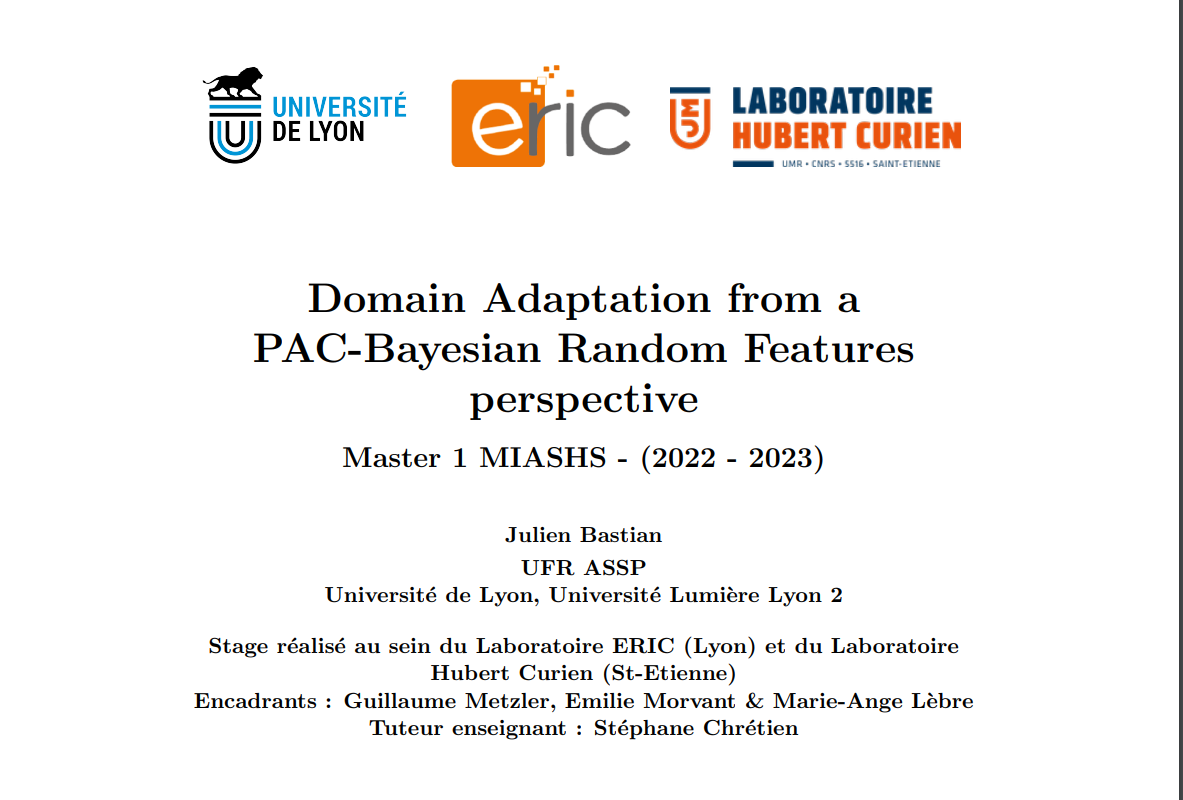 UNIVERSITÉ
DE LYON
eric
UJM
LABORATOIRE
HUBERT CURIEN
UMR • CNRS • 5516 • SAINT-ETIENNE
Domain Adaptation from a
PAC-Bayesian Random Features
perspective
Master 1 MIASHS - (2022 - 2023)
Julien Bastian
UFR ASSP
Université de Lyon, Université Lumière Lyon 2
Stage réalisé au sein du Laboratoire ERIC (Lyon) et du Laboratoire
Hubert Curien (St-Etienne)
Encadrants : Guillaume Metzler, Emilie Morvant & Marie-Ange Lèbre
Tuteur enseignant : Stéphane Chrétien